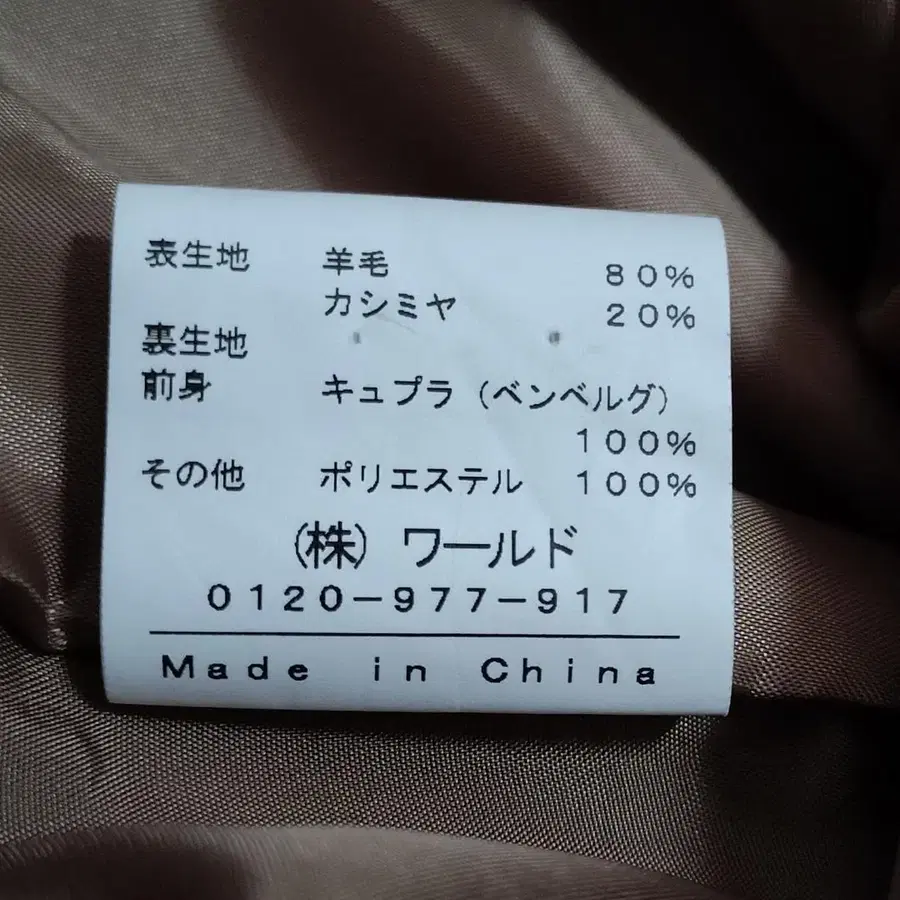 表生地 羊毛 80%
カシミヤ 20%
裏生地
前身 キュプラ（ベンベルグ）
100%
その他 ポリエステル 100%
（株）ワールド
0120-977-917
Made in China